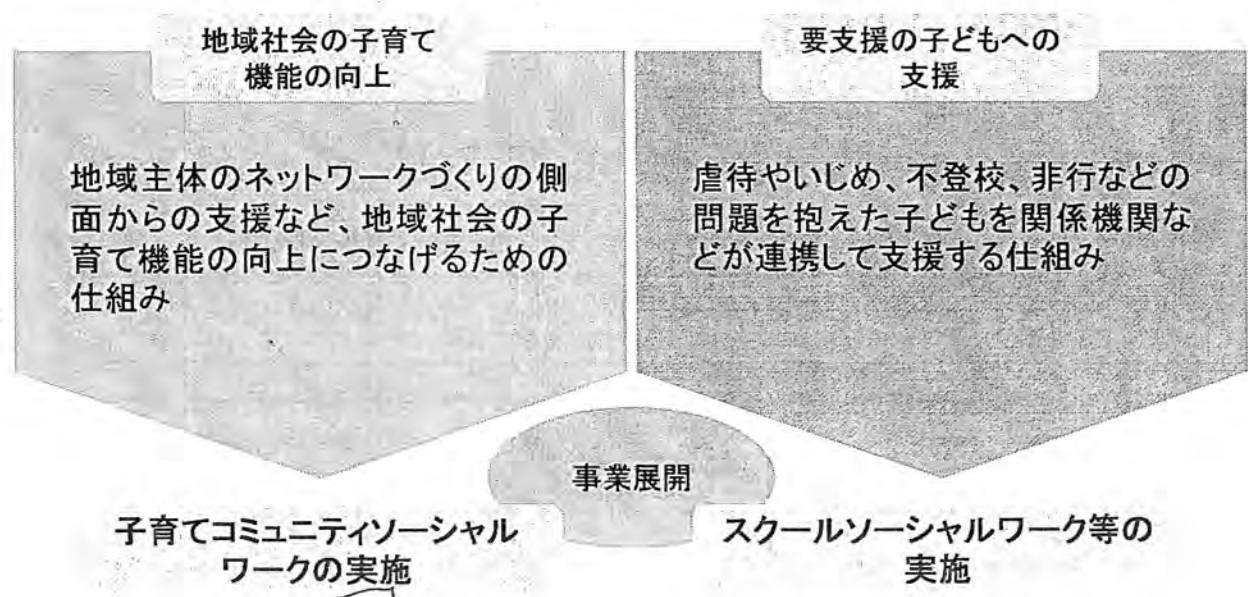 地域社会の子育て
機能の向上
地域主体のネットワークづくりの側
面からの支援など、地域社会の子
育て機能の向上につなげるための
仕組み
要支援の子どもへの
支援
虐待やいじめ、不登校、非行などの
問題を抱えた子どもを関係機関な
どが連携して支援する仕組み
事業展開
子育てコミュニティソーシャル
ワークの実施
スクールソーシャルワーク等の
実施